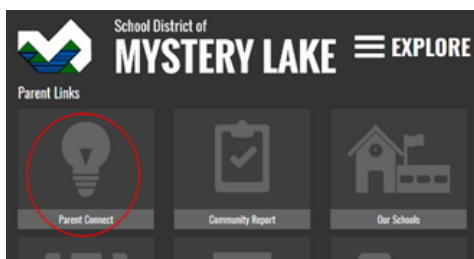 School District of
MYSTERY LAKE
EXPLORE
Parent Links
Parent Connect
Community Report
Our Schools